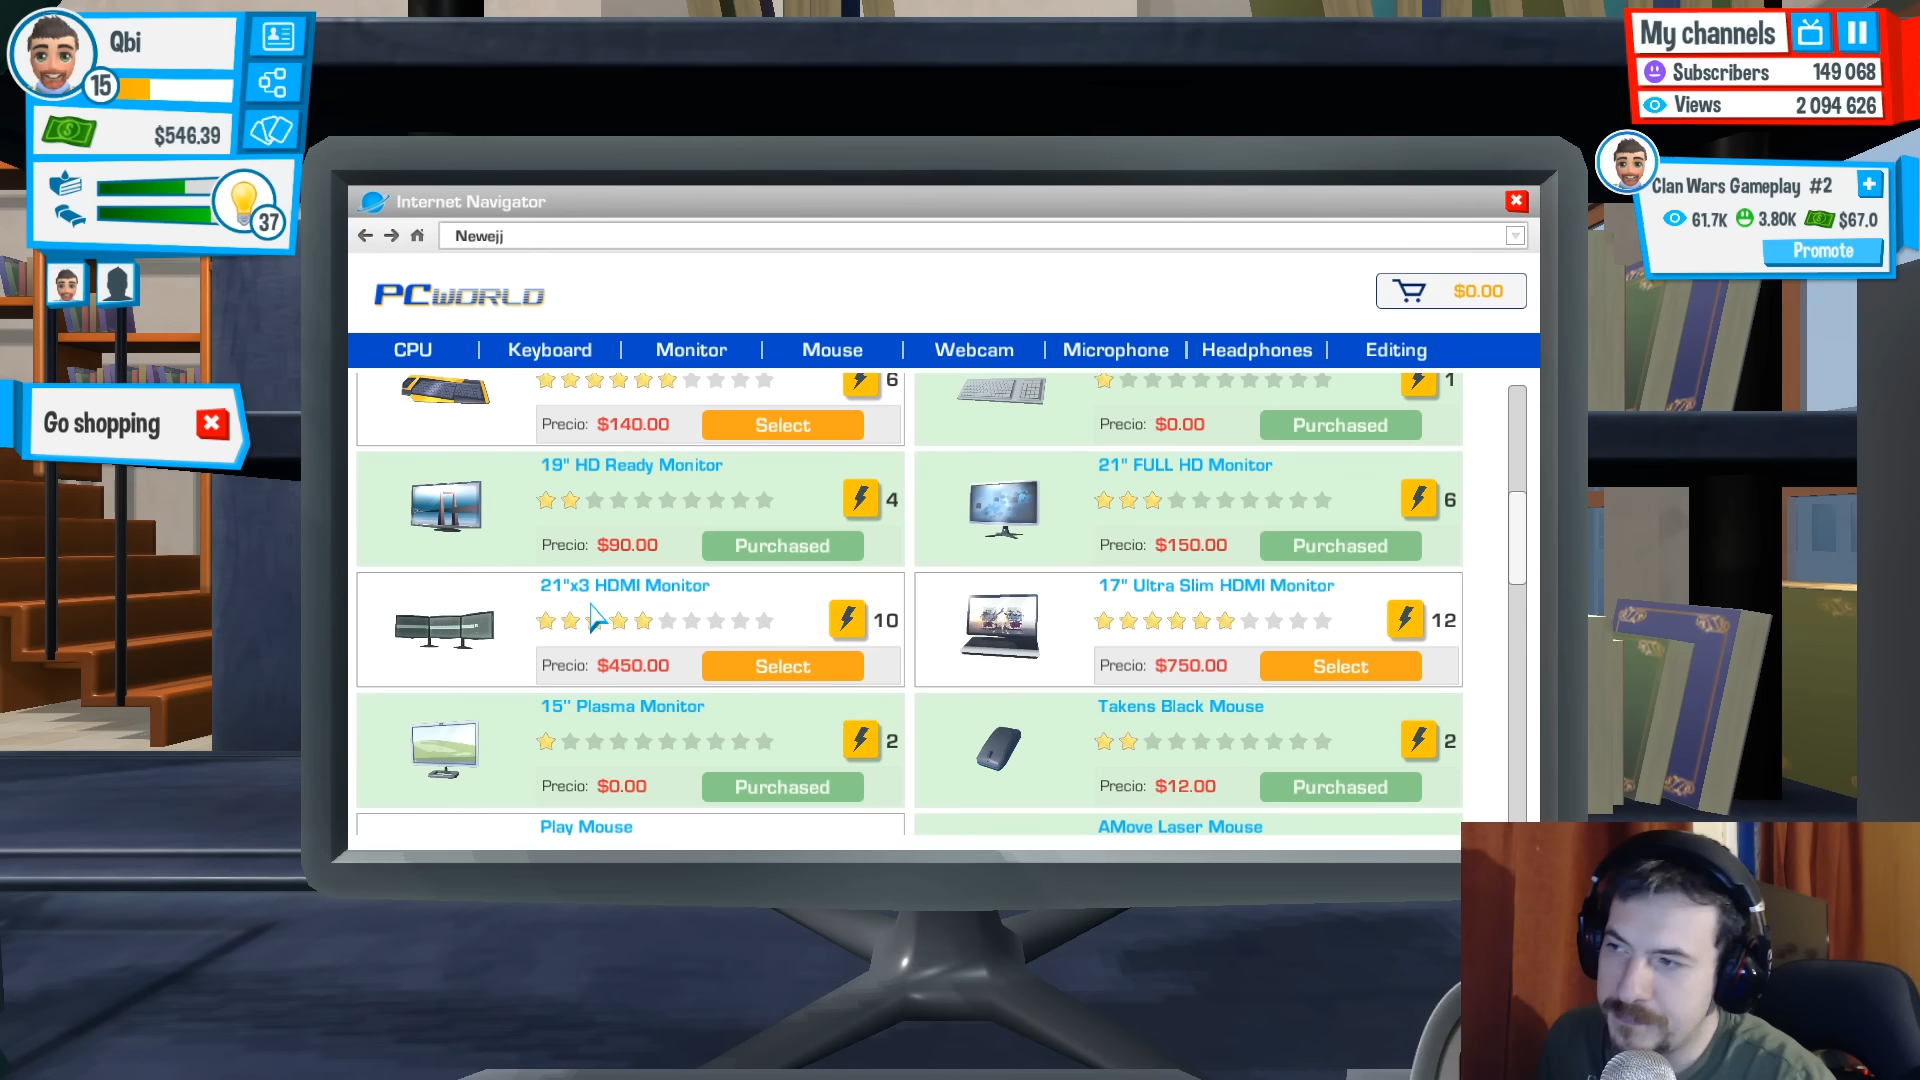 Qbi
15
$546.39
37
Go shopping
My channels
Subscribers 149 068
Views 2 094 626
Clan Wars Gameplay #2
61.7K 3.80K $67.0
Promote
Internet Navigator
Newejj
PCWORLD
$0.00
CPU | Keyboard | Monitor | Mouse | Webcam | Microphone | Headphones | Editing
6
Precio: $140.00 Select
1
Precio: $0.00 Purchased
19" HD Ready Monitor
4
Precio: $90.00 Purchased
21" FULL HD Monitor
6
Precio: $150.00 Purchased
21"x3 HDMI Monitor
10
Precio: $450.00 Select
17" Ultra Slim HDMI Monitor
12
Precio: $750.00 Select
15'' Plasma Monitor
2
Precio: $0.00 Purchased
Takens Black Mouse
2
Precio: $12.00 Purchased
Play Mouse
AMove Laser Mouse